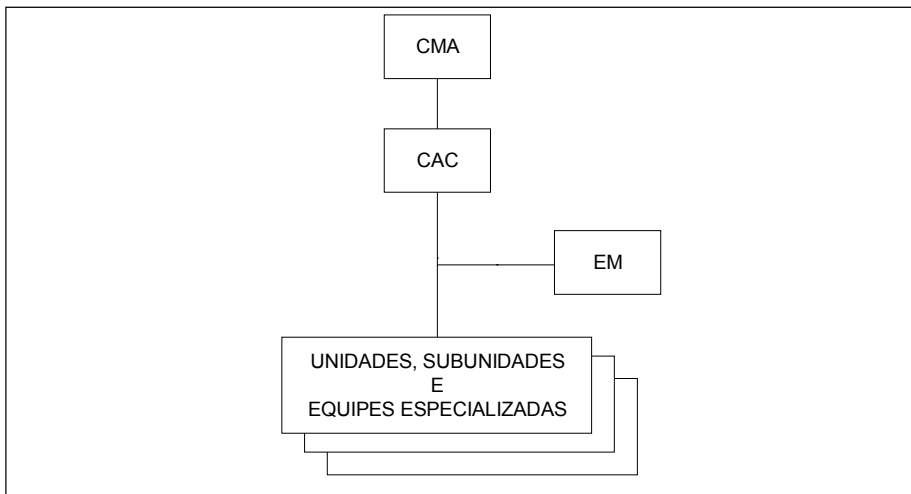 CMA
CAC
EM
UNIDADES, SUBUNIDADES
E
EQUIPES ESPECIALIZADAS